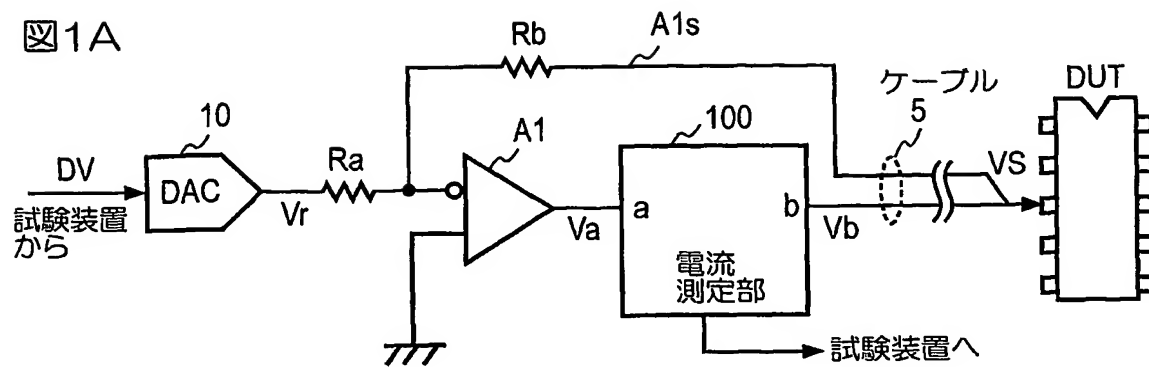 図1A
DV
試験装置
から
10
DAC
Vr
Ra
Rb
A1s
A1
Va
100
a
b
電流
測定部
Vb
試験装置へ
ケーブル
5
VS
DUT